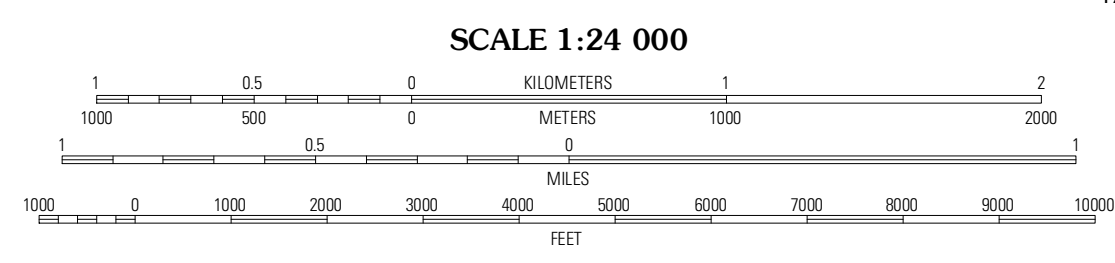 SCALE 1:24 000
1 0.5 0 KILOMETERS 1 2
1000 500 0 METERS 1000 2000
1 0.5 0 1
MILES
1000 0 1000 2000 3000 4000 5000 6000 7000 8000 9000 10000
FEET